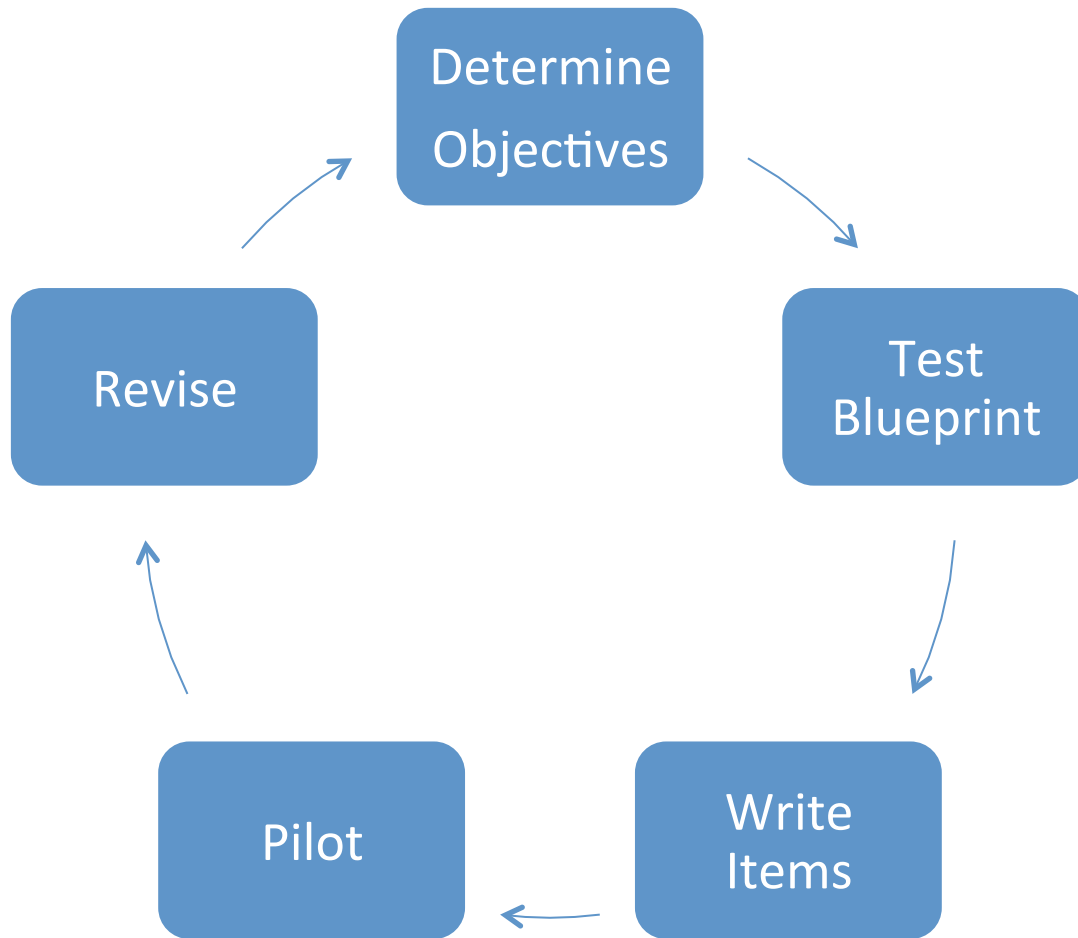 Determine
Objectives
Test
Blueprint
Write
Items
Pilot
Revise